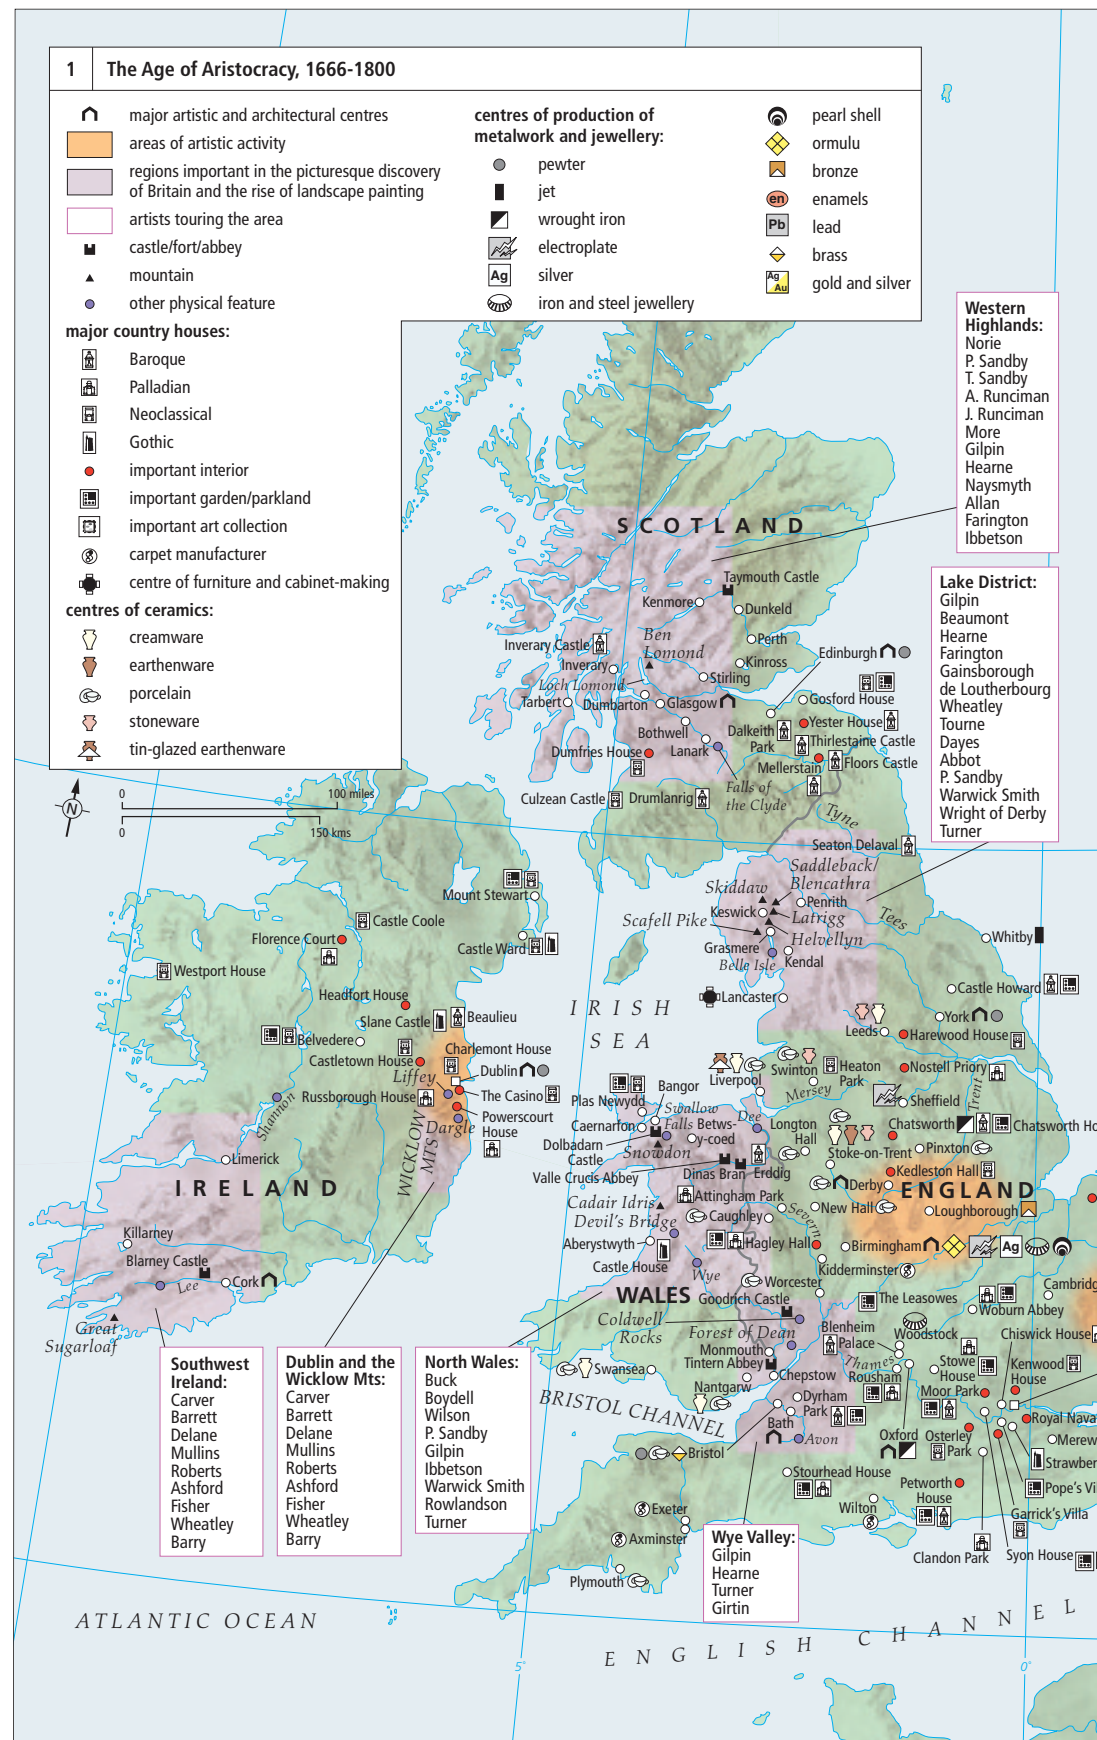 1 The Age of Aristocracy, 1666-1800
major artistic and architectural centres
areas of artistic activity
regions important in the picturesque discovery
of Britain and the rise of landscape painting
artists touring the area
castle/fort/abbey
mountain
other physical feature
major country houses:
Baroque
Palladian
Neoclassical
Gothic
important interior
important garden/parkland
important art collection
carpet manufacturer
centre of furniture and cabinet-making
centres of ceramics:
creamware
earthenware
porcelain
stoneware
tin-glazed earthenware
centres of production of
metalwork and jewellery:
pewter
jet
wrought iron
electroplate
Ag silver
iron and steel jewellery
pearl shell
ormulu
bronze
en enamels
Pb lead
brass
Ag Au gold and silver
N
0 100 miles
0 150 kms
Western
Highlands:
Norie
P. Sandby
T. Sandby
A. Runciman
J. Runciman
More
Gilpin
Hearne
Naysmyth
Allan
Farington
Ibbetson
Lake District:
Gilpin
Beaumont
Hearne
Farington
Gainsborough
de Loutherbourg
Wheatley
Tourne
Dayes
Abbot
P. Sandby
Warwick Smith
Wright of Derby
Turner
SCOTLAND
Taymouth Castle
Kenmore
Dunkeld
Ben
Lomond
Perth
Inverary Castle
Edinburgh
Inverary
Kinross
Loch Lomond
Stirling
Tarbert
Dumbarton
Glasgow
Gosford House
Bothwell
Dalkeith
Park
Yester House
Lanark
Thirlestaine Castle
Dumfries House
Mellerstain
Floors Castle
Falls of
the Clyde
Culzean Castle
Drumlanrig
Tyne
Seaton Delaval
Saddleback/
Blencathra
Skiddaw
Penrith
Keswick
Latrigg
Tees
Scafell Pike
Helvellyn
Grasmere
Belle Isle
Kendal
Whitby
Lancaster
Castle Howard
York
Leeds
Harewood House
Mount Stewart
Castle Coole
Florence Court
Castle Ward
Westport House
Headfort House
Slane Castle
Beaulieu
Belvedere
Charlemont House
Castletown House
Dublin
Liffey
The Casino
Russborough House
Powerscourt
House
Dargle
Shannon
WICKLOW
MTS
Limerick
IRELAND
Killarney
Blarney Castle
Lee
Cork
Great
Sugarloaf
IRISH
SEA
Liverpool
Swinton
Heaton
Park
Nostell Priory
Mersey
Sheffield
Trent
Bangor
Plas Newydd
Swallow
Falls
Dee
Caernarfon
Betws-
y-coed
Longton
Hall
Chatsworth
Chatsworth Ho
Dolbadarn
Castle
Snowdon
Stoke-on-Trent
Pinxton
Valle Crucis Abbey
Dinas Bran
Erddig
Kedleston Hall
Cadair Idris
Attingham Park
Derby
ENGLAND
Devil's Bridge
Caughley
Severn
New Hall
Loughborough
Aberystwyth
Hagley Hall
Birmingham
Ag
Castle House
Kidderminster
Wye
Worcester
Cambridg
WALES
Goodrich Castle
The Leasowes
Woburn Abbey
Coldwell
Rocks
Forest of Dean
Blenheim
Palace
Woodstock
Chiswick House
Monmouth
Thames
Stowe
House
Kenwood
House
Tintern Abbey
Rousham
Swansea
Chepstow
Moor Park
Nantgarw
Dyrham
Park
BRISTOL CHANNEL
Bath
Royal Nava
Avon
Oxford
Osterley
Park
Merew
Bristol
Strawber
Stourhead House
Petworth
House
Pope's Vi
Exeter
Wilton
Garrick's Villa
Axminster
Clandon Park
Syon House
Plymouth
Southwest
Ireland:
Carver
Barrett
Delane
Mullins
Roberts
Ashford
Fisher
Wheatley
Barry
Dublin and the
Wicklow Mts:
Carver
Barrett
Delane
Mullins
Roberts
Ashford
Fisher
Wheatley
Barry
North Wales:
Buck
Boydell
Wilson
P. Sandby
Gilpin
Ibbetson
Warwick Smith
Rowlandson
Turner
Wye Valley:
Gilpin
Hearne
Turner
Girtin
ATLANTIC OCEAN
ENGLISH CHANNEL
5°
0°